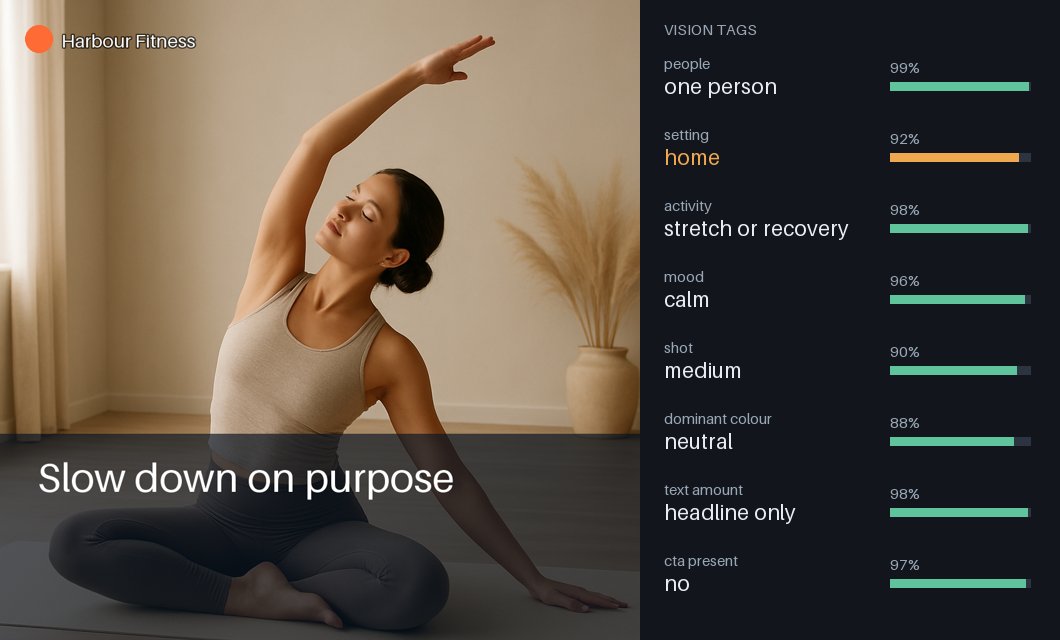 Harbour Fitness
Slow down on purpose
VISION TAGS
people
one person
99%
setting
home
92%
activity
stretch or recovery
98%
mood
calm
96%
shot
medium
90%
dominant colour
neutral
88%
text amount
headline only
98%
cta present
no
97%